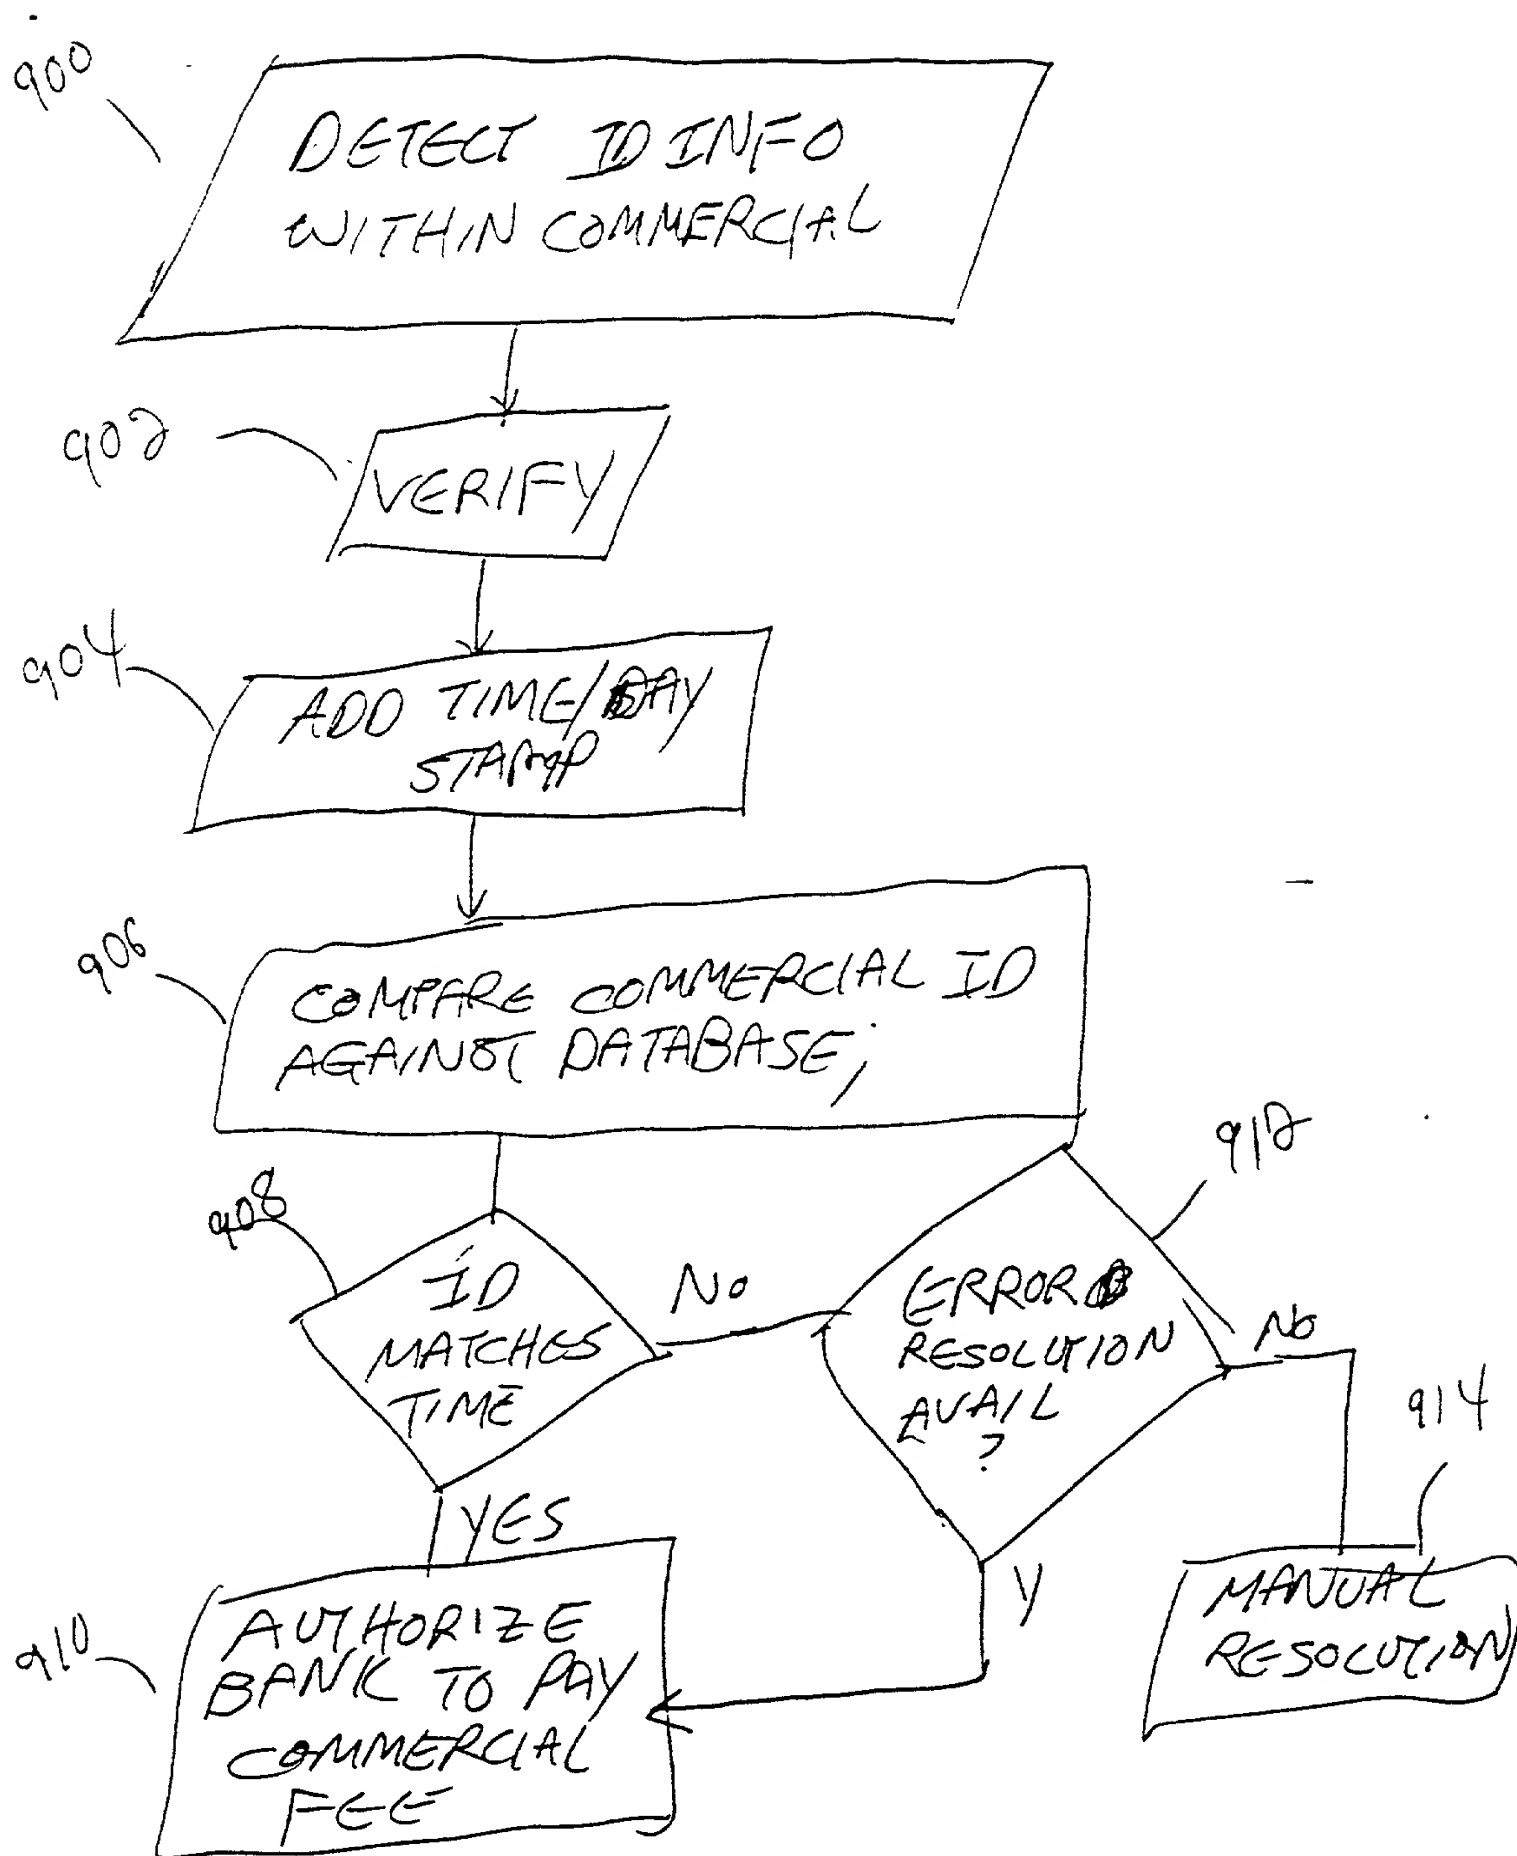 900
DETECT ID INFO
WITHIN COMMERCIAL
902
VERIFY
904
ADD TIME/DAY
STAMP
906
COMPARE COMMERCIAL ID
AGAINST DATABASE;
908
ID
MATCHES
TIME
No
912
ERROR
RESOLUTION
AVAIL
?
No
YES
Y
914
MANUAL
RESOLUTION
910
AUTHORIZE
BANK TO PAY
COMMERCIAL
FEE